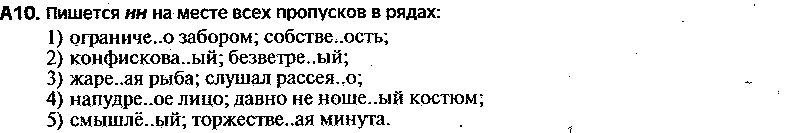 А10. Пишется нн на месте всех пропусков в рядах:
1) ограниче..о забором; собстве..ость;
2) конфискова..ый; безветре..ый;
3) жаре..ая рыба; слушал рассея..о;
4) напудре..ое лицо; давно не ноше..ый костюм;
5) смышлё..ый; торжестве..ая минута.